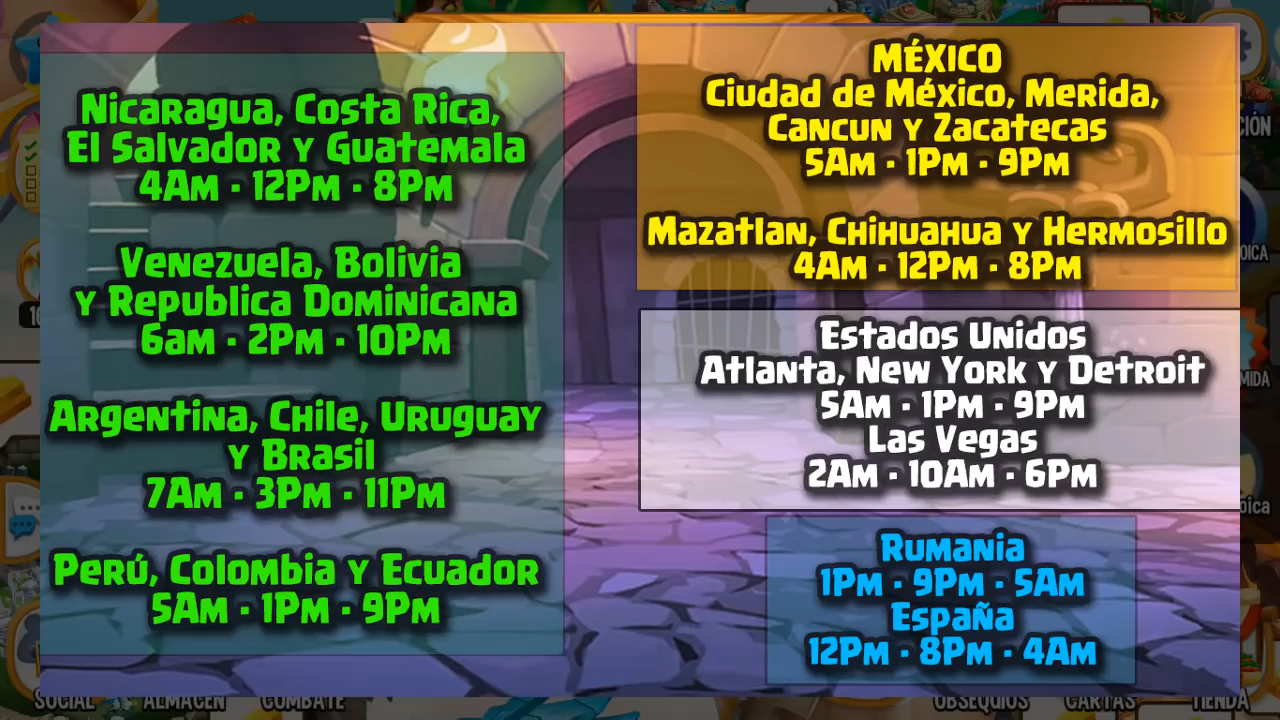 Nicaragua, Costa Rica,
El Salvador y Guatemala
4Am · 12Pm · 8Pm
Venezuela, Bolivia
y Republica Dominicana
6am · 2Pm · 10Pm
Argentina, Chile, Uruguay
y Brasil
7Am · 3Pm · 11Pm
Perú, Colombia y Ecuador
5Am · 1Pm · 9Pm
MÉXICO
Ciudad de México, Merida,
Cancun y Zacatecas
5Am · 1Pm · 9Pm
Mazatlan, Chihuahua y Hermosillo
4Am · 12Pm · 8Pm
Estados Unidos
Atlanta, New York y Detroit
5Am · 1Pm · 9Pm
Las Vegas
2Am · 10Am · 6Pm
Rumania
1Pm · 9Pm · 5Am
España
12Pm · 8Pm · 4Am
SOCIAL ALMACÉN COMBATE OBSEQUIOS CARTAS TIENDA